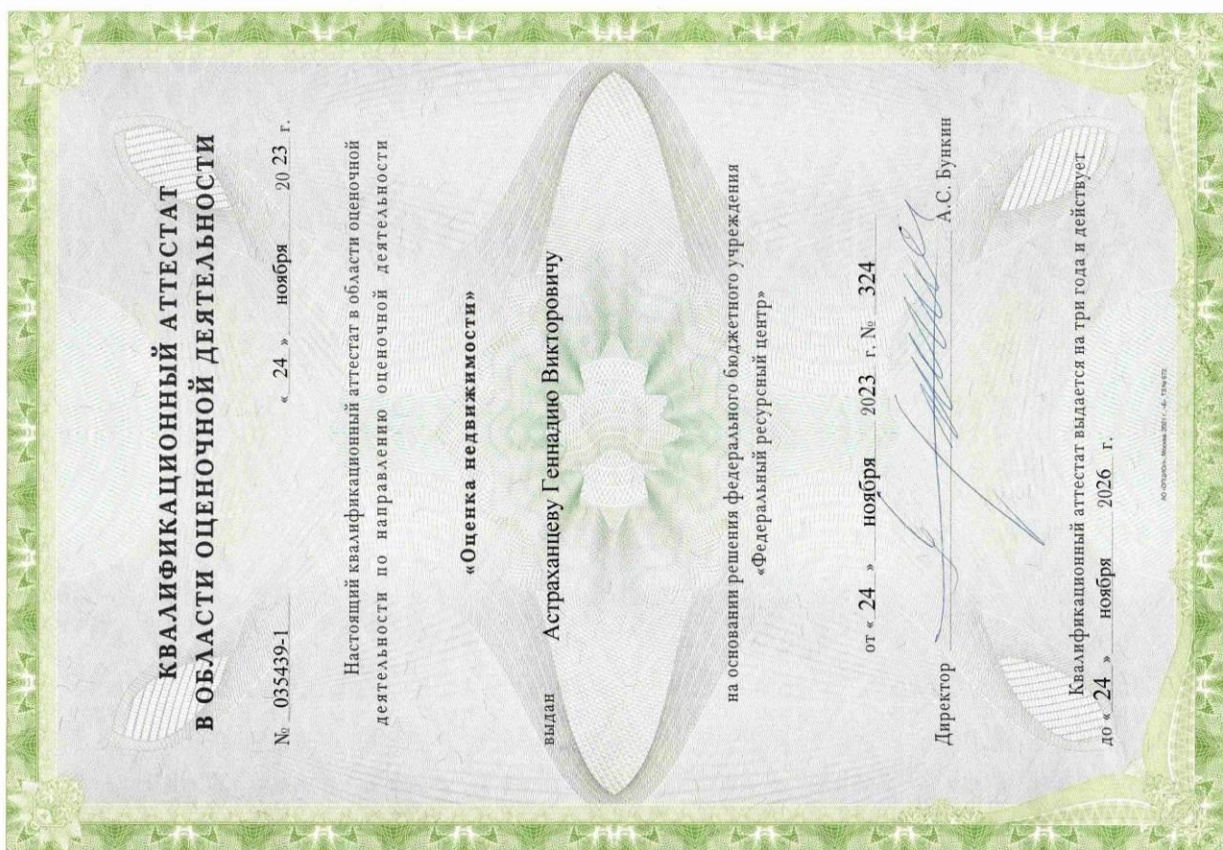 КВАЛИФИКАЦИОННЫЙ АТТЕСТАТ
В ОБЛАСТИ ОЦЕНОЧНОЙ ДЕЯТЕЛЬНОСТИ
№ 035439-1 « 24 » ноября 20 23 г.
Настоящий квалификационный аттестат в области оценочной
деятельности по направлению оценочной деятельности
«Оценка недвижимости»
выдан Астраханцеву Геннадию Викторовичу
на основании решения федерального бюджетного учреждения
«Федеральный ресурсный центр»
от « 24 » ноября 2023 г. № 324
Директор А.С. Бункин
Квалификационный аттестат выдается на три года и действует
до « 24 » ноября 2026 г.